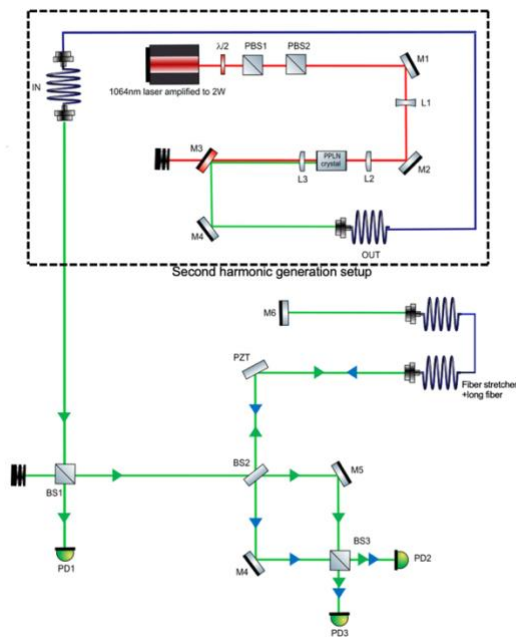 λ/2
PBS1
PBS2
M1
IN
1064nm laser amplified to 2W
L1
M3
PPLN
crystal
L3
L2
M2
M4
OUT
Second harmonic generation setup
M6
PZT
Fiber stretcher
+long fiber
BS1
BS2
M5
M4
BS3
PD2
PD1
PD3